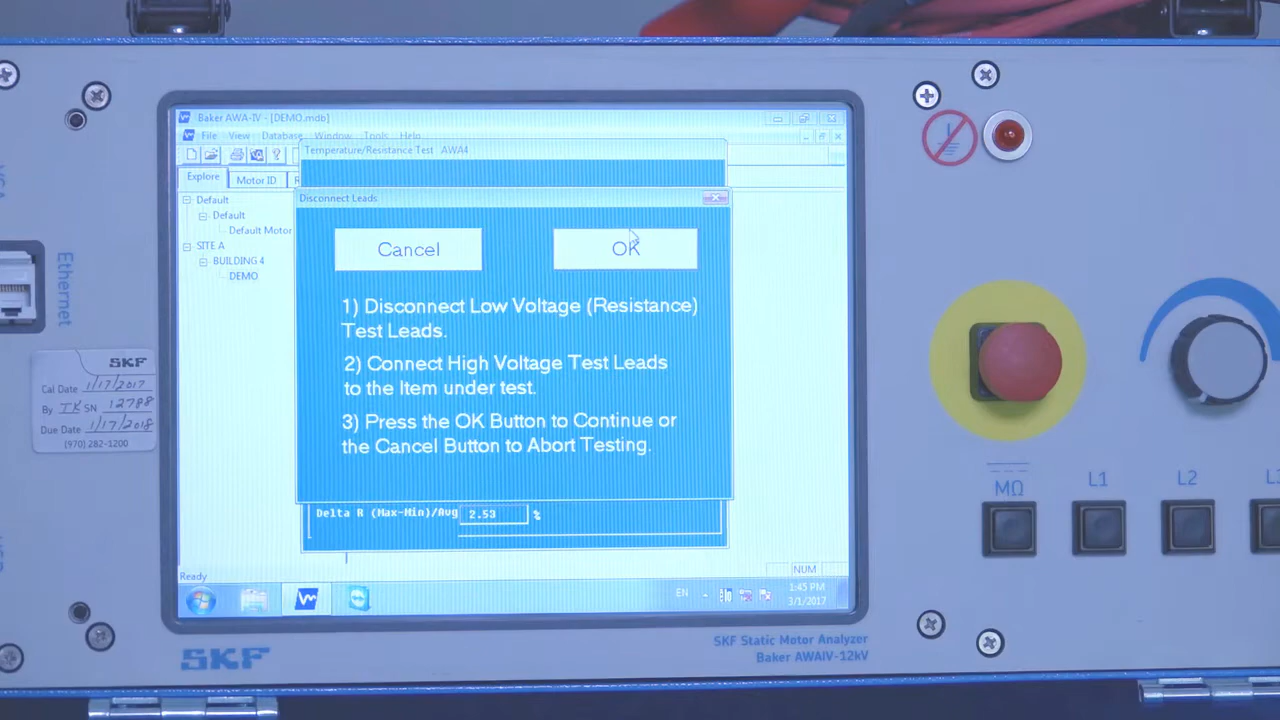 Baker AWA-IV - [DEMO.mdb]
File View Database Window Tools Help
Temperature/Resistance Test AWA4
Explore
Motor ID
Disconnect Leads
Default
Default
Default Motor
SITE A
BUILDING 4
DEMO
Cancel
OK
1) Disconnect Low Voltage (Resistance)
Test Leads.
2) Connect High Voltage Test Leads
to the Item under test.
3) Press the OK Button to Continue or
the Cancel Button to Abort Testing.
Delta R (Max-Min)/Avg 2.53 %
Ready
NUM
EN
1:45 PM
3/1/2017
Ethernet
SKF
Cal Date 1/17/2017
By TK SN 12788
Due Date 1/17/2018
(970) 282-1200
SKF
SKF Static Motor Analyzer
Baker AWAIV-12kV
MΩ
L1
L2